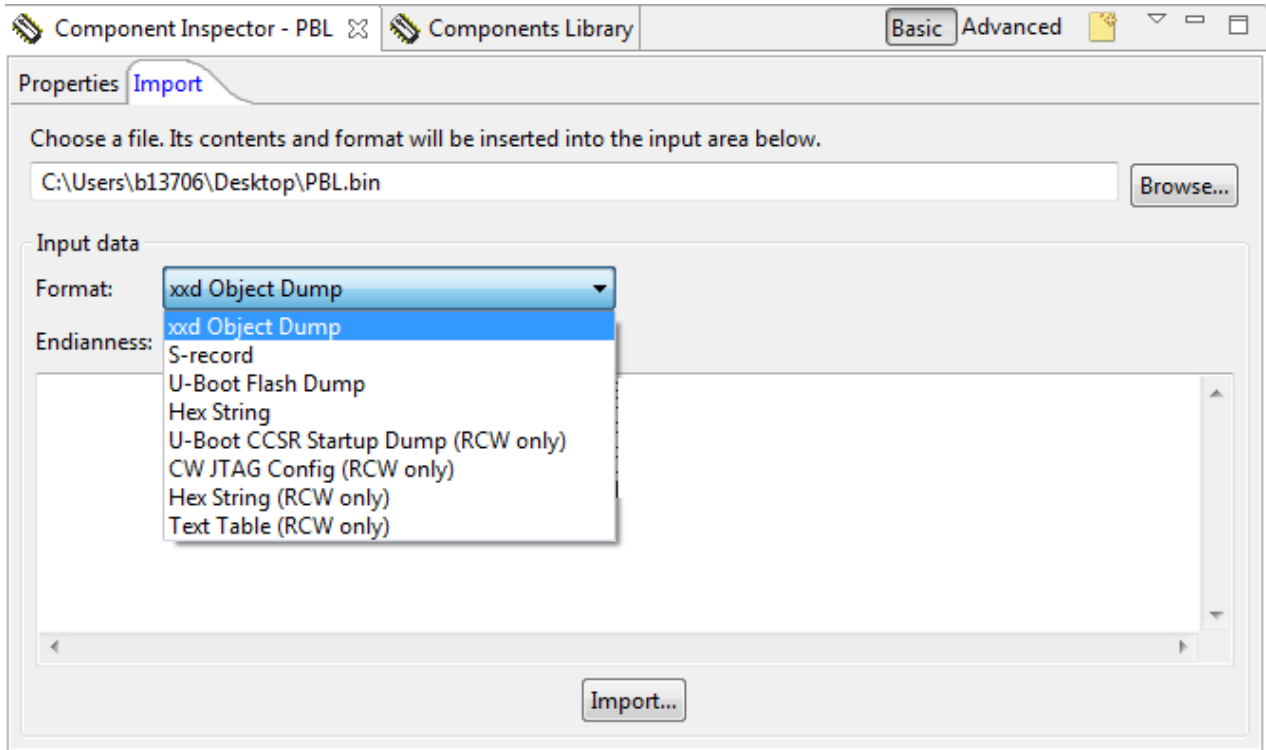 Component Inspector - PBL Components Library Basic Advanced
Properties Import
Choose a file. Its contents and format will be inserted into the input area below.
C:\Users\b13706\Desktop\PBL.bin Browse...
Input data
Format: xxd Object Dump
xxd Object Dump
Endianness:
S-record
U-Boot Flash Dump
Hex String
U-Boot CCSR Startup Dump (RCW only)
CW JTAG Config (RCW only)
Hex String (RCW only)
Text Table (RCW only)
Import...